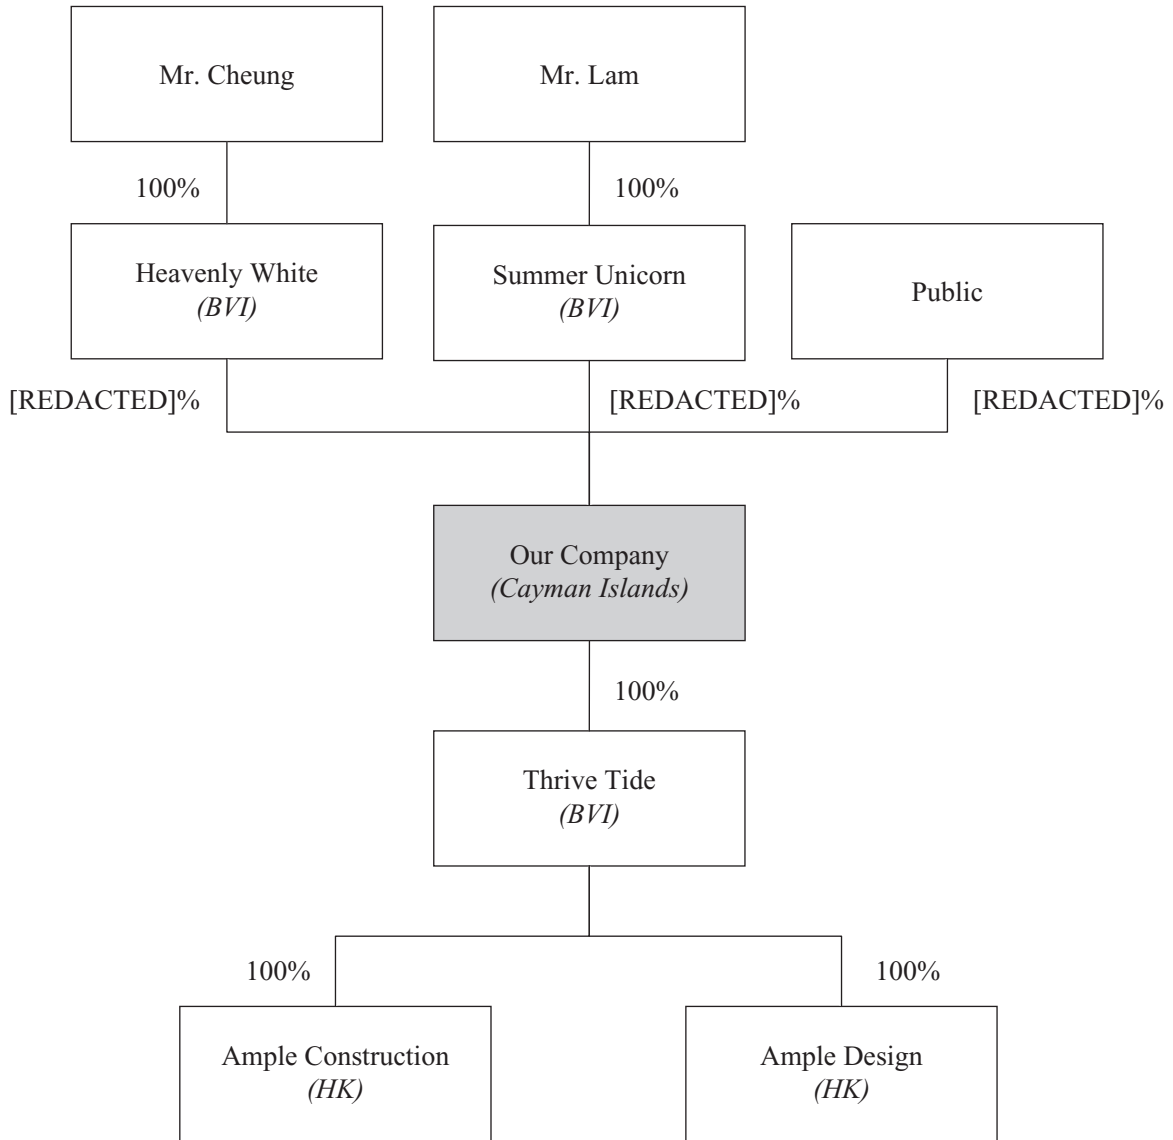 Mr. Cheung
Mr. Lam
100%
100%
Heavenly White
(BVI)
Summer Unicorn
(BVI)
Public
[REDACTED]%
[REDACTED]%
[REDACTED]%
Our Company
(Cayman Islands)
100%
Thrive Tide
(BVI)
100%
100%
Ample Construction
(HK)
Ample Design
(HK)